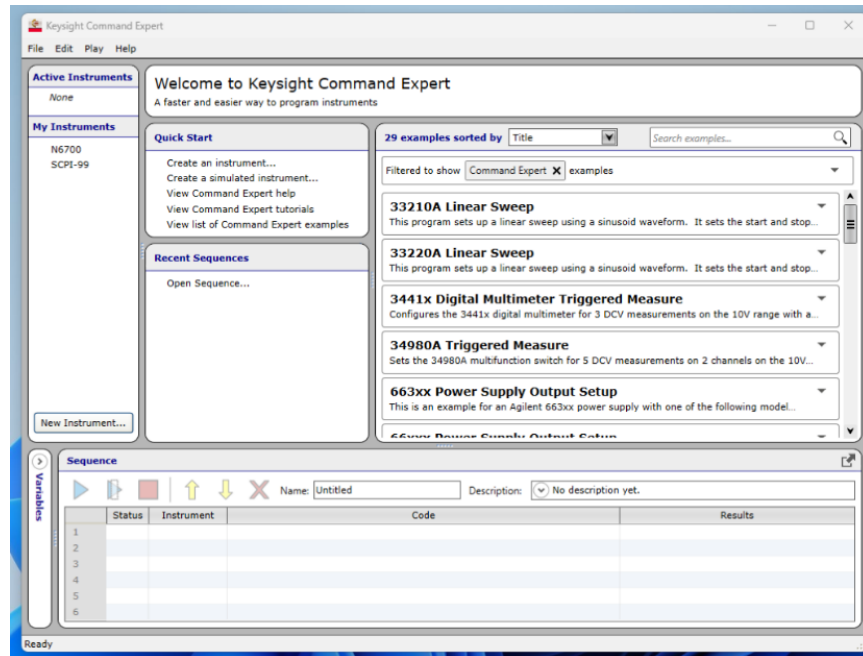 Keysight Command Expert
File Edit Play Help
Active Instruments
None
My Instruments
N6700
SCPI-99
New Instrument...
Welcome to Keysight Command Expert
A faster and easier way to program instruments
Quick Start
Create an instrument...
Create a simulated instrument...
View Command Expert help
View Command Expert tutorials
View list of Command Expert examples
Recent Sequences
Open Sequence...
29 examples sorted by Title Search examples...
Filtered to show Command Expert examples
33210A Linear Sweep
This program sets up a linear sweep using a sinusoid waveform. It sets the start and stop...
33220A Linear Sweep
This program sets up a linear sweep using a sinusoid waveform. It sets the start and stop...
3441x Digital Multimeter Triggered Measure
Configures the 3441x digital multimeter for 3 DCV measurements on the 10V range with a...
34980A Triggered Measure
Sets the 34980A multifunction switch for 5 DCV measurements on 2 channels on the 10V...
663xx Power Supply Output Setup
This is an example for an Agilent 663xx power supply with one of the following model...
66xxx Power Supply Output Setup
Variables
Sequence
Name: Untitled Description: No description yet.
Status Instrument Code Results
1
2
3
4
5
6
Ready